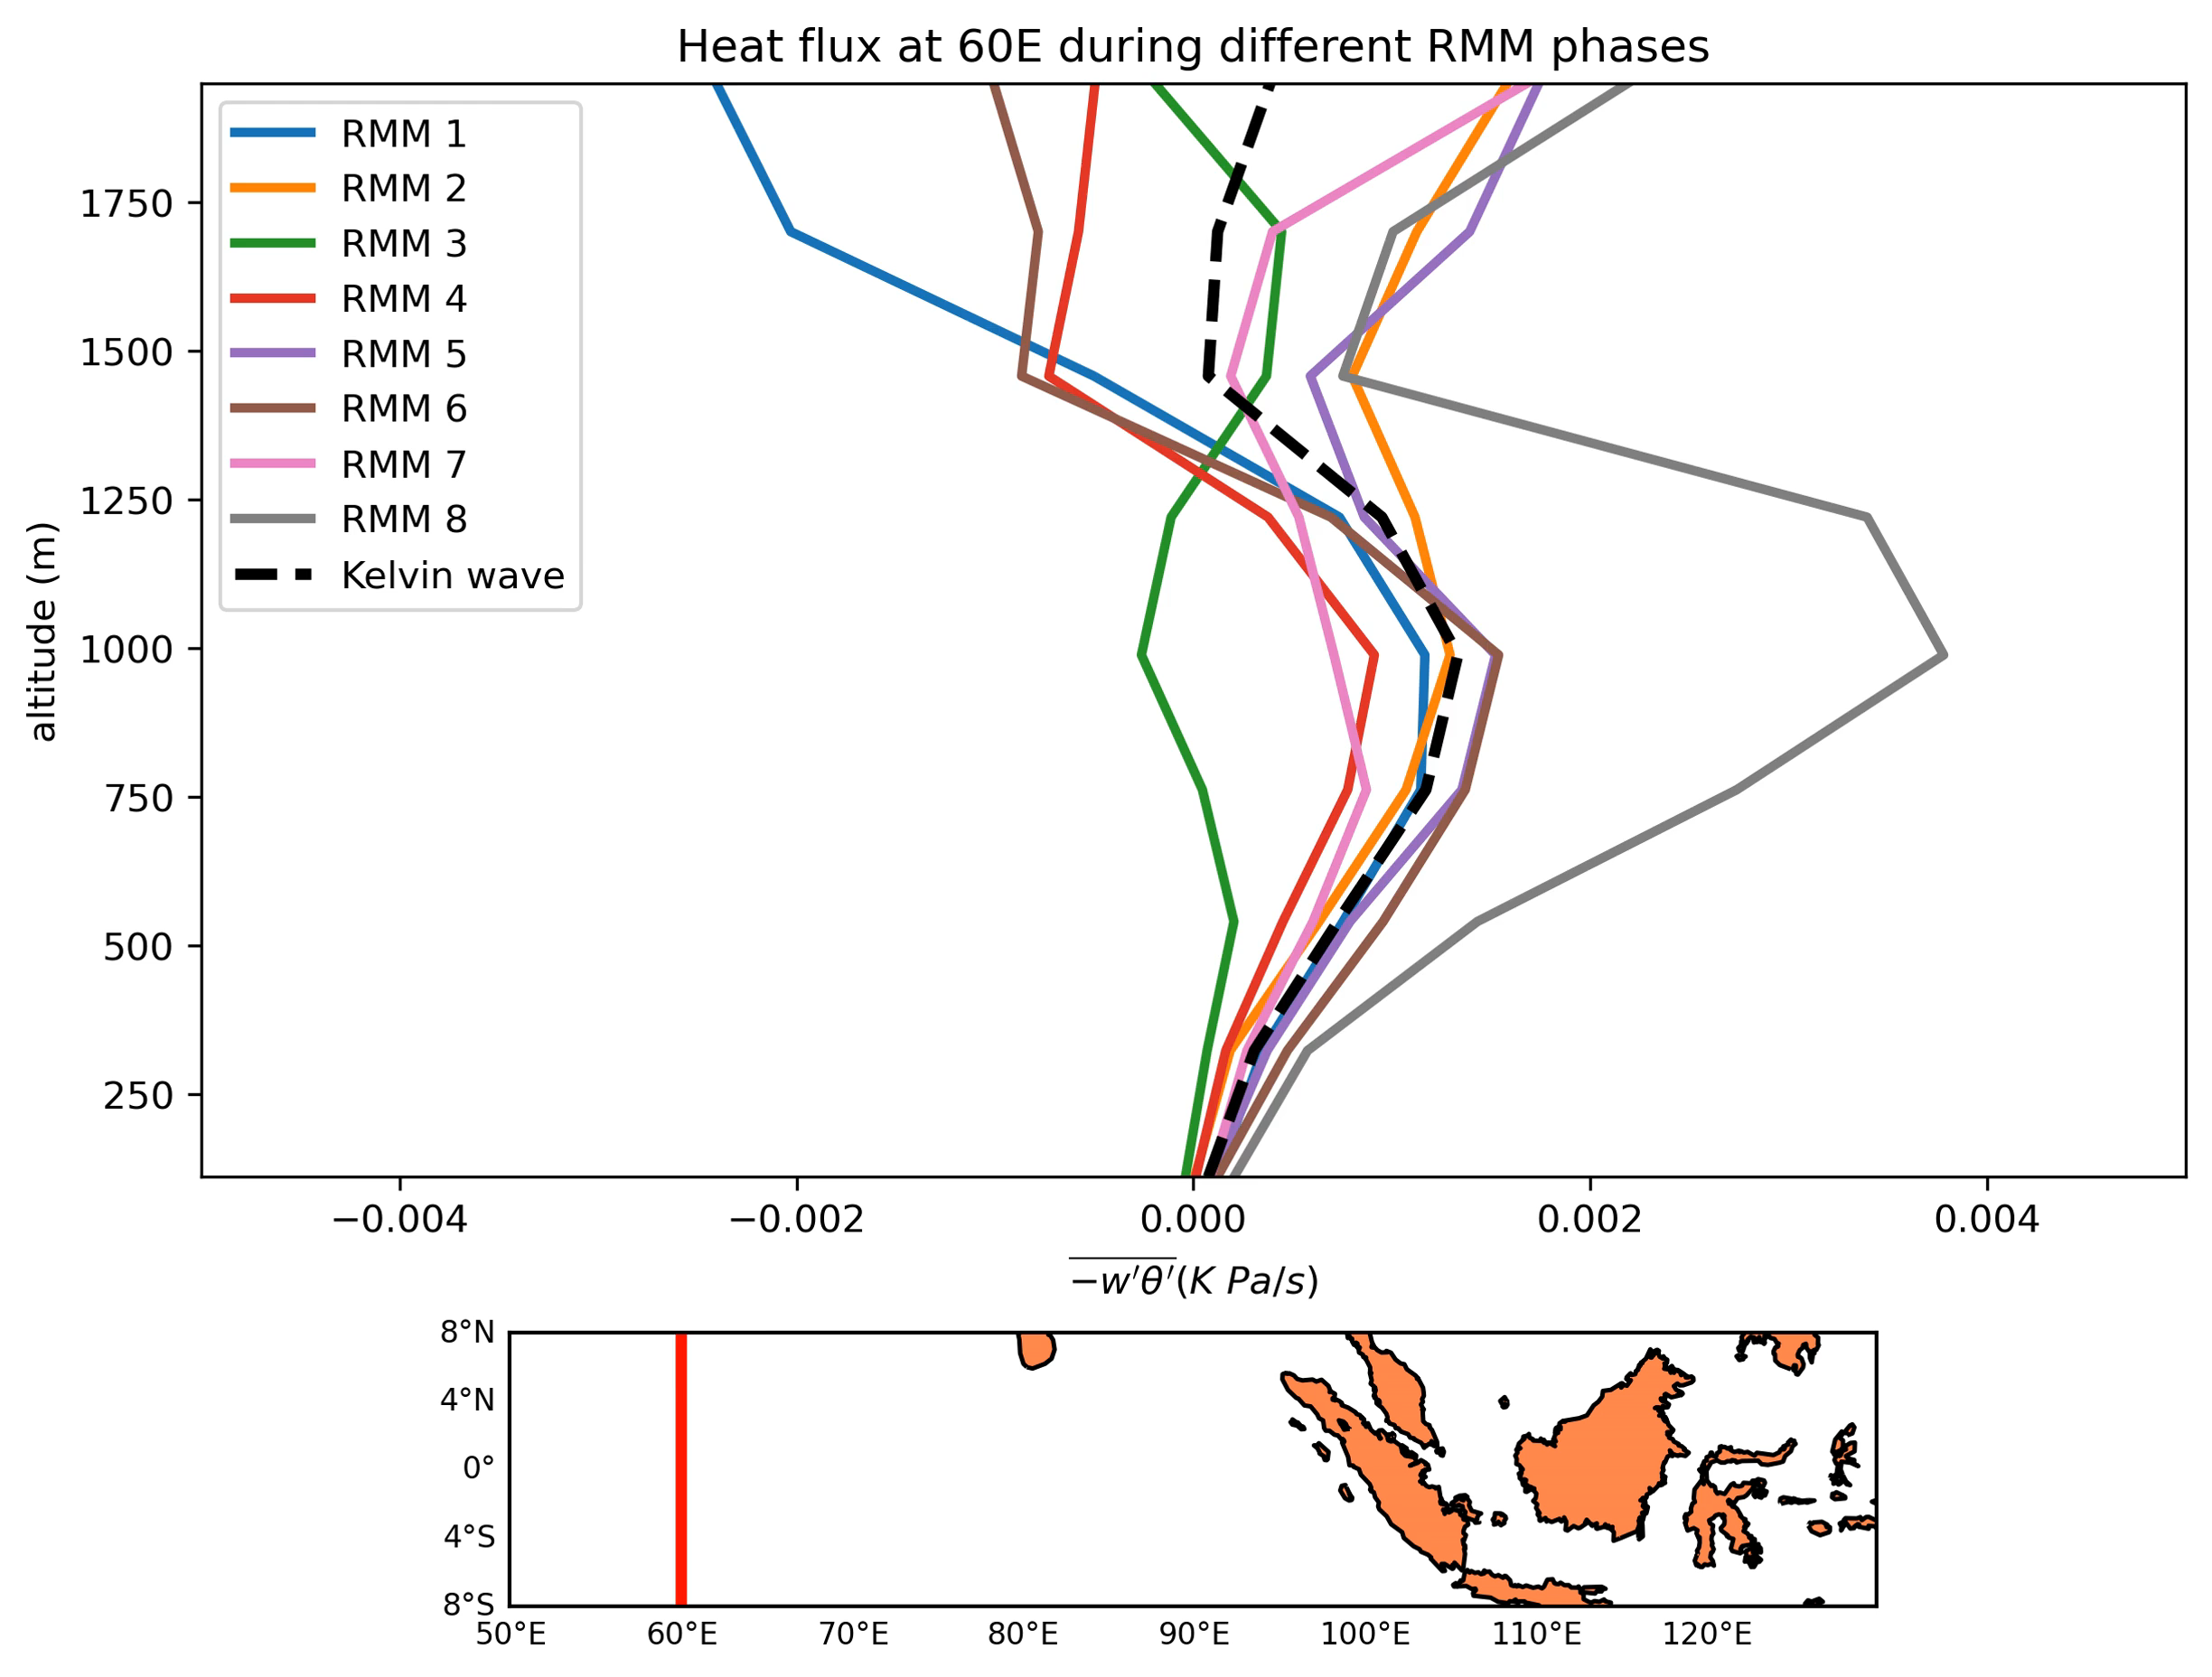 Heat flux at 60E during different RMM phases
RMM 1
RMM 2
RMM 3
RMM 4
RMM 5
RMM 6
RMM 7
RMM 8
Kelvin wave
altitude (m)
1750
1500
1250
1000
750
500
250
−0.004 −0.002 0.000 0.002 0.004
−w′θ′(K Pa/s)
8°N
4°N
0°
4°S
8°S
50°E 60°E 70°E 80°E 90°E 100°E 110°E 120°E